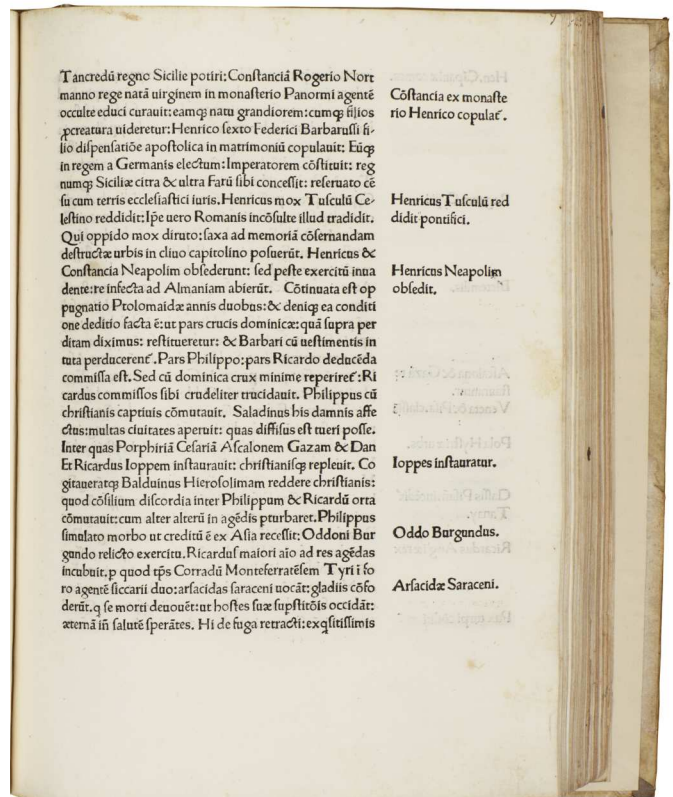 Tancredū regno Sicilie potiri:Conſtanciā Rogerio Nort
manno rege natā uirginem in monaſterio Panormi agentē
occulte educi curauit:eamqꝫ natu grandiorem:cumqꝫ filios
ꝓcreatura uideretur:Henrico ſexto Federici Barbaruſſi fi-
lio diſpenſatiōe apoſtolica in matrimoniū copulauit: Eūqꝫ
in regem a Germanis electum:Imperatorem cōſtituit: reg
numqꝫ Siciliæ citra & ultra Farū ſibi conceſſit: reſeruato cē
ſu cum terris eccleſiaſtici iuris.Henricus mox Tuſculū Ce-
leſtino reddidit:Ipe uero Romanis incōſulte illud tradidit.
Qui oppido mox diruto:ſaxa ad memoriā cōſernandam
deſtructæ urbis in cliuo capitolino poſuerūt. Henricus &
Conſtancia Neapolim obſederunt: ſed peſte exercitū inua
dente:re infecta ad Almaniam abierūt. Cōtinuata eſt op
pugnatio Ptolomaidæ annis duobus:& deniqꝫ ea conditi
one deditio facta ē:ut pars crucis dominicæ:quā ſupra per
ditam diximus: reſtitueretur: & Barbari cū ueſtimentis in
tuta perducerent᷑.Pars Philippo:pars Ricardo deducēda
commiſſa eſt.Sed cū dominica crux minime reperiret᷑:Ri
cardus commiſſos ſibi crudeliter trucidauit. Philippus cū
chriſtianis captiuis cōmutauit. Saladinus his damnis affe
ctus:multas ciuitates aperuit: quas diffiſus eſt tueri poſſe.
Inter quas Porphiriā Ceſariā Aſcalonem Gazam & Dan
Et Ricardus Ioppem inſtaurauit: chriſtianiſqꝫ repleuit. Co
gitaueratqꝫ Balduinus Hieroſolimam reddere chriſtianis:
quod cōſilium diſcordia inter Philippum & Ricardū orta
cōmutauit:cum alter alterū in agēdis pturbaret.Philippus
ſimulato morbo ut creditū ē ex Aſia receſſit: Oddoni Bur
gundo relicto exercitu.Ricarduſ maiori aīo ad res agēdas
incubuit.p quod tp̄s Corradū Monteferratēſem Tyri ī fo
ro agentē ſiccarii duo:arſacidas ſaraceni uocāt:gladiis cōfo
derūt.q ſe morti deuouēt:ut hoſtes ſuæ ſupſtitōis occidāt:
æternā in̄ ſalutē ſperātes. Hi de fuga retracti:exqſitiſſimis
Cōſtancia ex monaſte
rio Henrico copulat᷑.
Henricus Tuſculū red
didit pontifici.
Henricus Neapolim
obſedit.
Ioppes inſtauratur.
Oddo Burgundus.
Arſacidæ Saraceni.